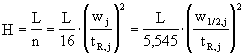 H = L/n = L/16 · (w_j/t_R,j)² = L/5,545 · (w_1/2,j/t_R,j)²